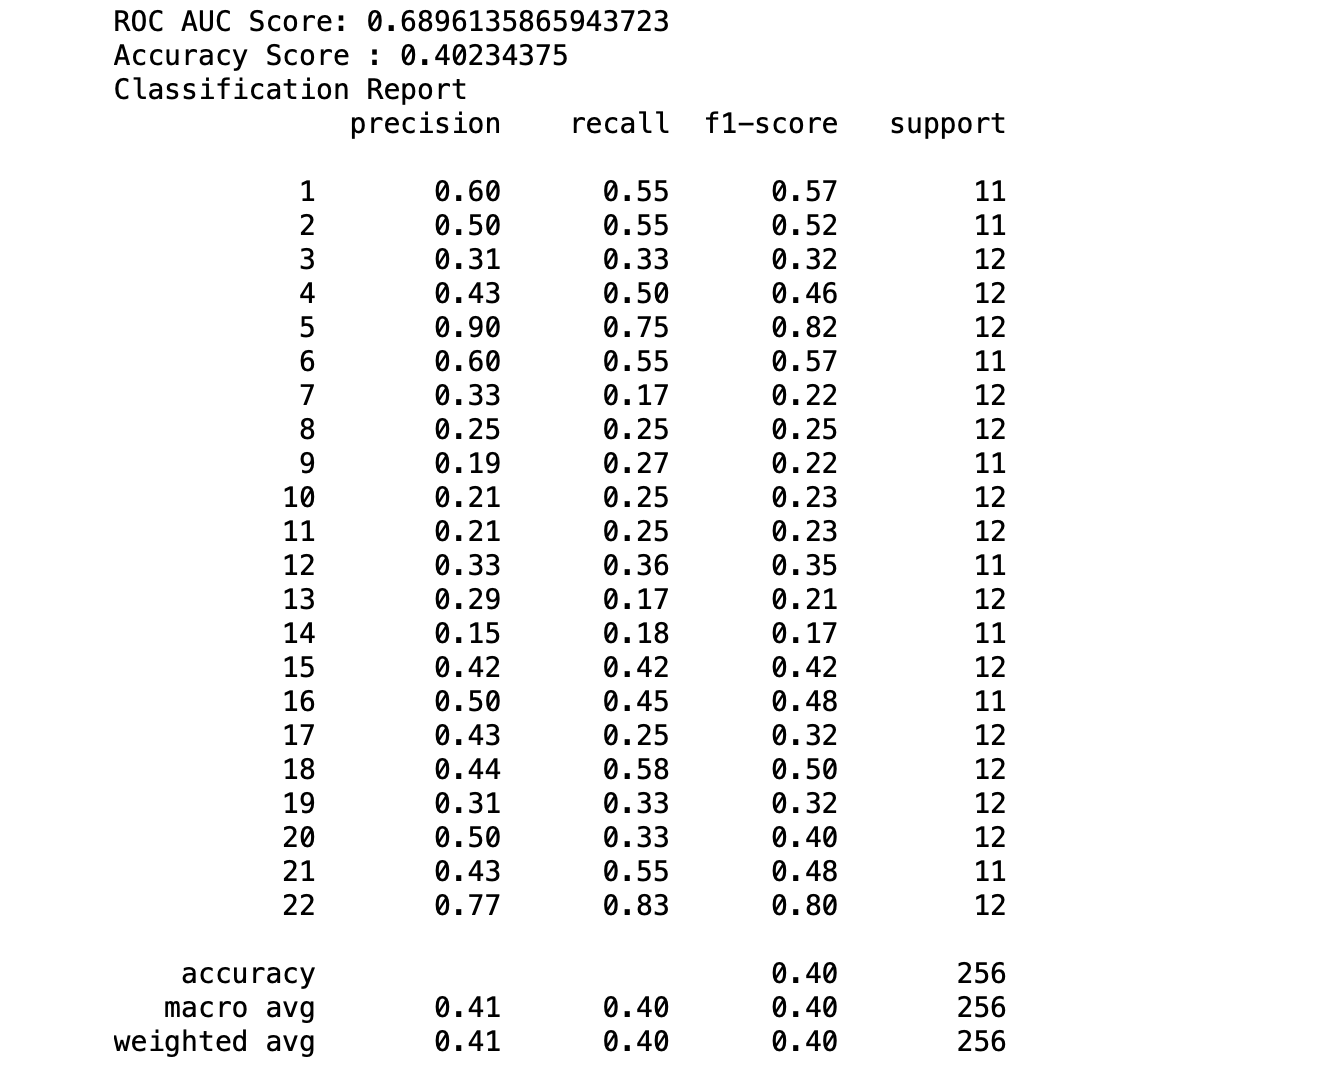 ROC AUC Score: 0.6896135865943723
Accuracy Score : 0.40234375
Classification Report
precision recall f1-score support
1 0.60 0.55 0.57 11
2 0.50 0.55 0.52 11
3 0.31 0.33 0.32 12
4 0.43 0.50 0.46 12
5 0.90 0.75 0.82 12
6 0.60 0.55 0.57 11
7 0.33 0.17 0.22 12
8 0.25 0.25 0.25 12
9 0.19 0.27 0.22 11
10 0.21 0.25 0.23 12
11 0.21 0.25 0.23 12
12 0.33 0.36 0.35 11
13 0.29 0.17 0.21 12
14 0.15 0.18 0.17 11
15 0.42 0.42 0.42 12
16 0.50 0.45 0.48 11
17 0.43 0.25 0.32 12
18 0.44 0.58 0.50 12
19 0.31 0.33 0.32 12
20 0.50 0.33 0.40 12
21 0.43 0.55 0.48 11
22 0.77 0.83 0.80 12
accuracy 0.40 256
macro avg 0.41 0.40 0.40 256
weighted avg 0.41 0.40 0.40 256